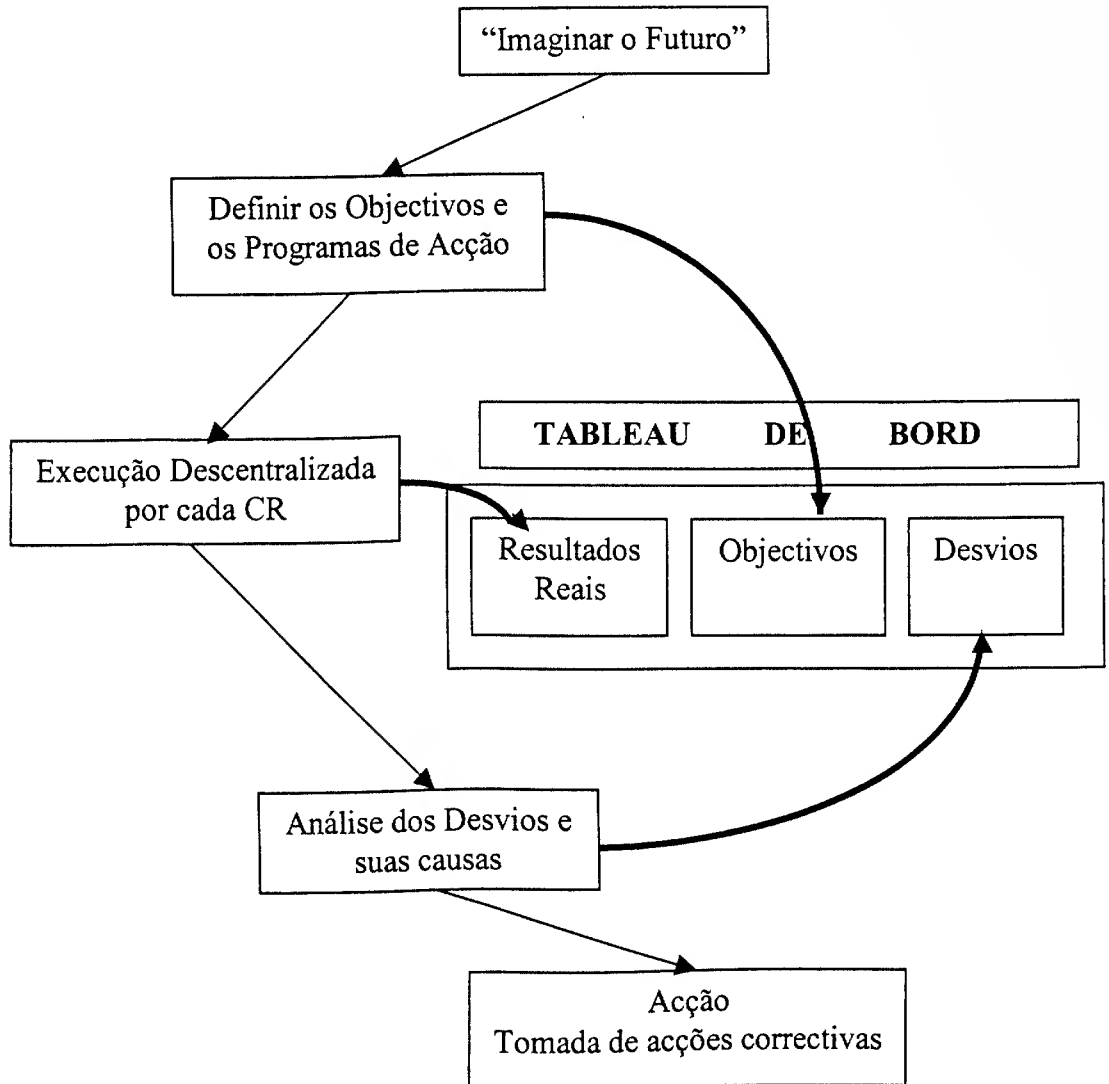 “Imaginar o Futuro”
Definir os Objectivos e
os Programas de Acção
TABLEAU DE BORD
Execução Descentralizada
por cada CR
Resultados
Reais
Objectivos
Desvios
Análise dos Desvios e
suas causas
Acção
Tomada de acções correctivas